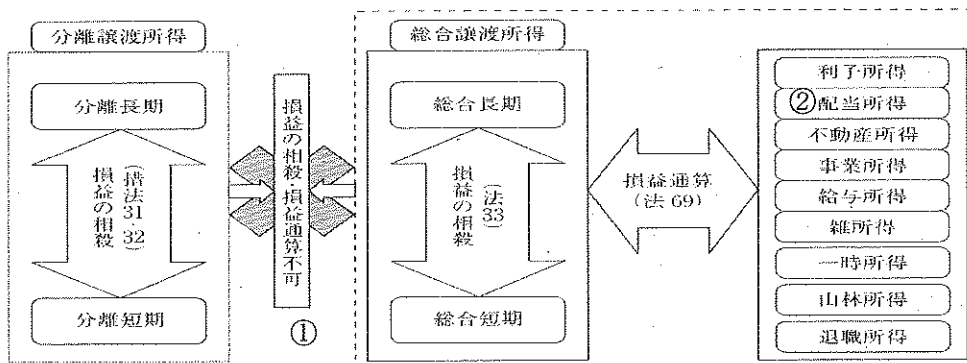 分離譲渡所得
分離長期
損益の相殺
(措法31・32)
分離短期
損益の相殺・損益通算不可
①
総合譲渡所得
総合長期
損益の相殺
(法33)
総合短期
損益通算
(法 69)
利子所得
②配当所得
不動産所得
事業所得
給与所得
雑所得
一時所得
山林所得
退職所得